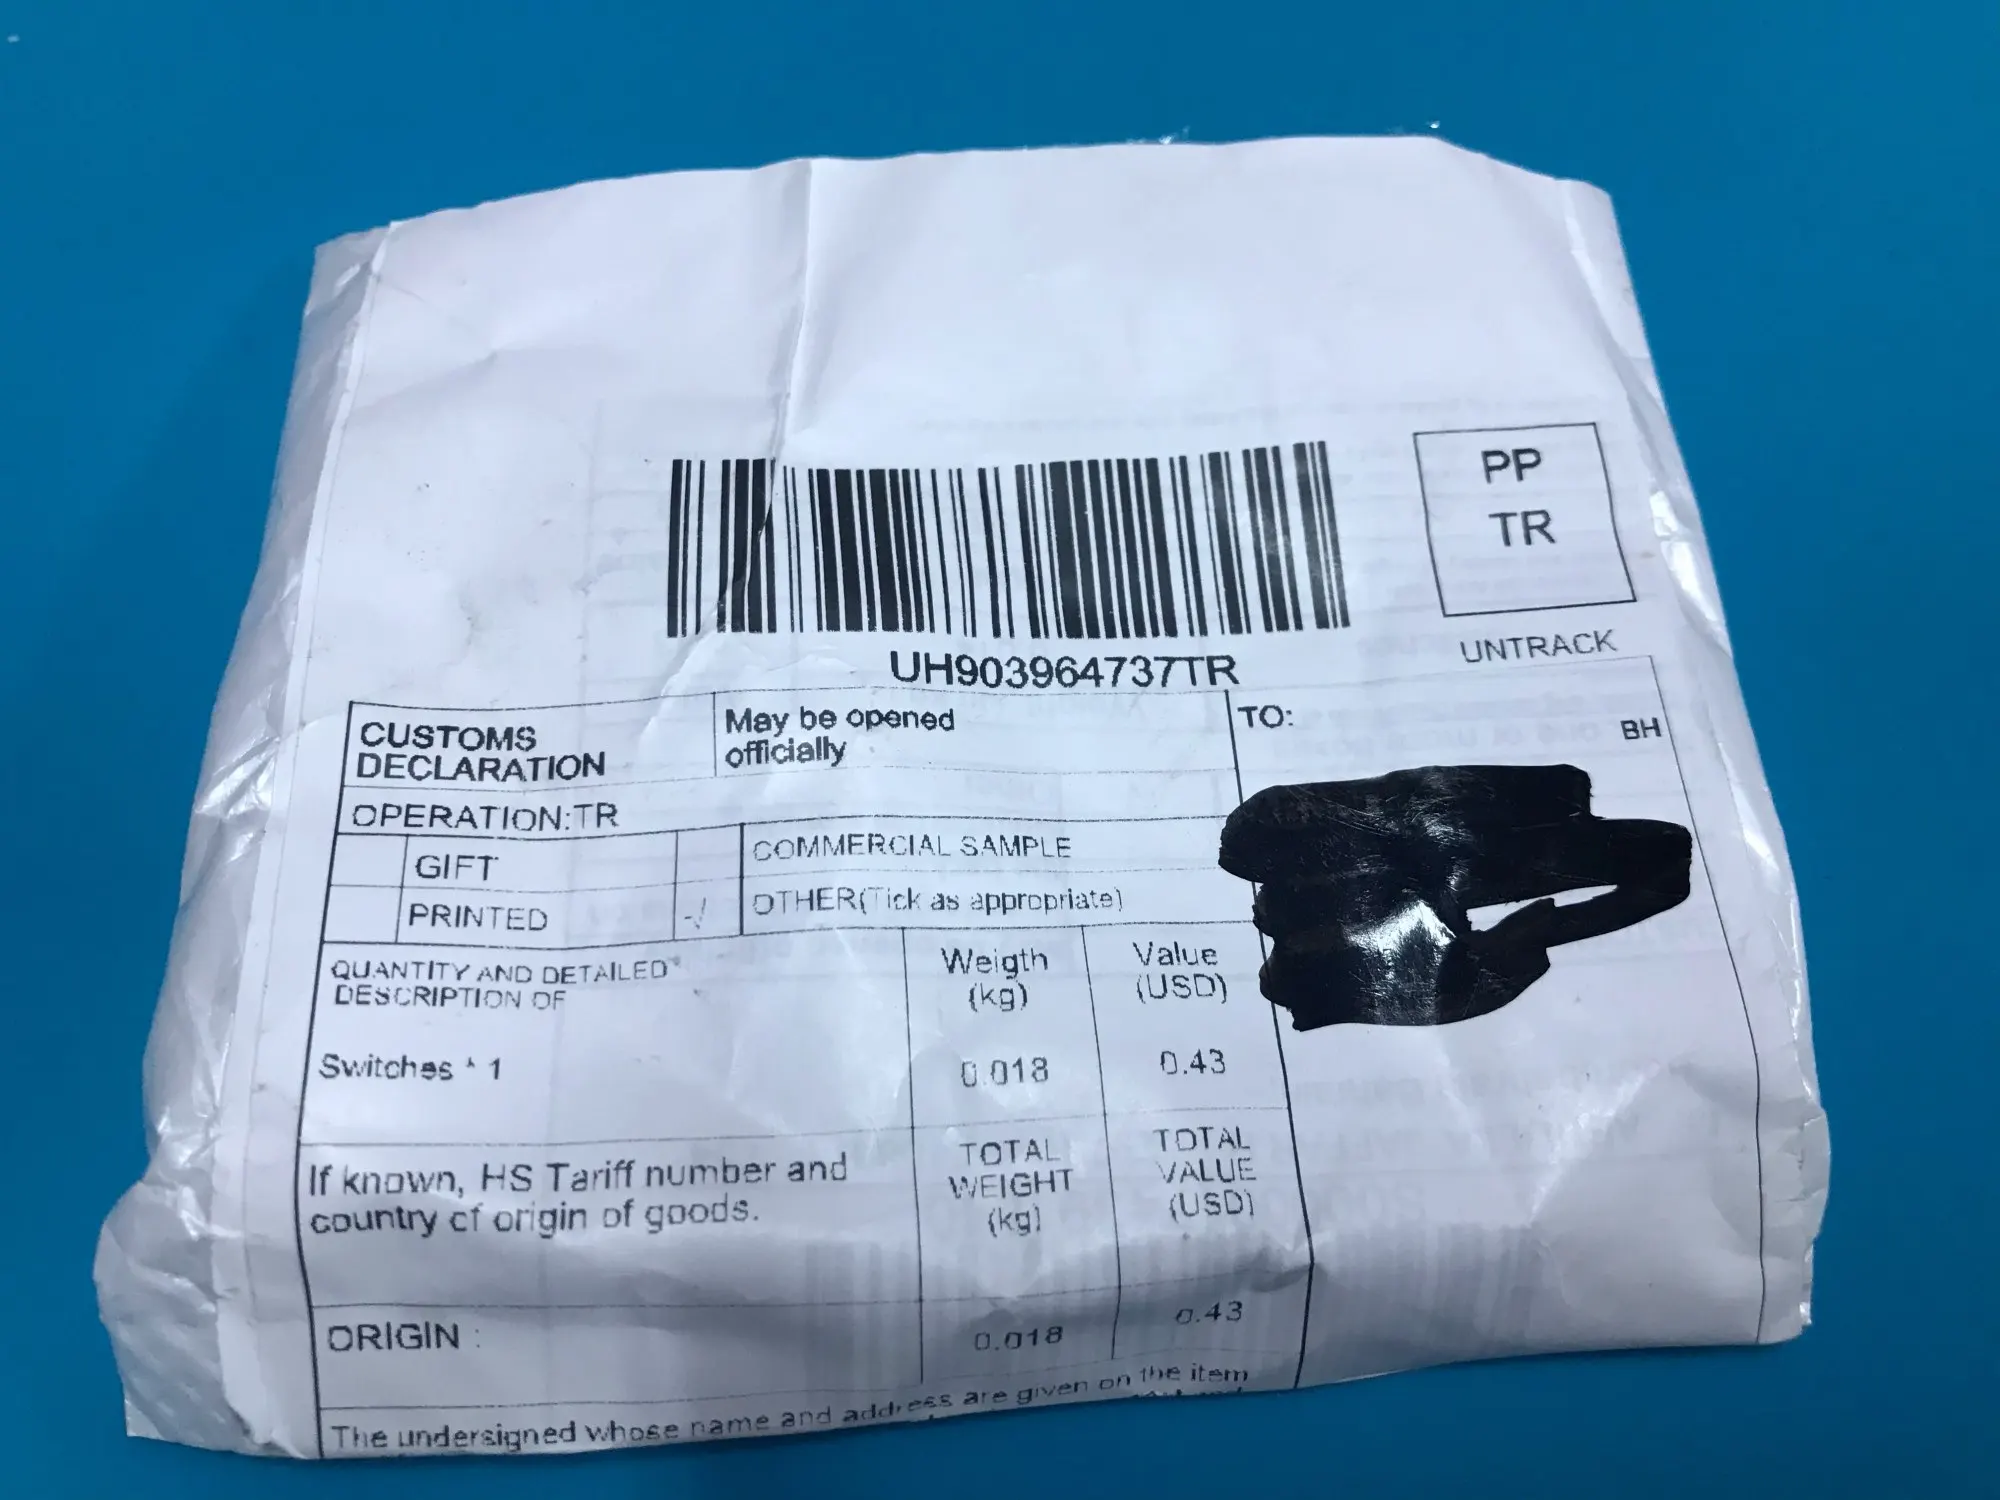 PP
TR
UH903964737TR
UNTRACK
CUSTOMS
DECLARATION
May be opened
officially
TO:
BH
OPERATION:TR
GIFT
COMMERCIAL SAMPLE
PRINTED
-/
OTHER(Tick as appropriate)
QUANTITY AND DETAILED
DESCRIPTION OF
Weigth
(kg)
Value
(USD)
Switches * 1
0.018
0.43
If known, HS Tariff number and
country of origin of goods.
TOTAL
WEIGHT
(kg)
TOTAL
VALUE
(USD)
ORIGIN :
0.018
0.43
The undersigned whose name and address are given on the item